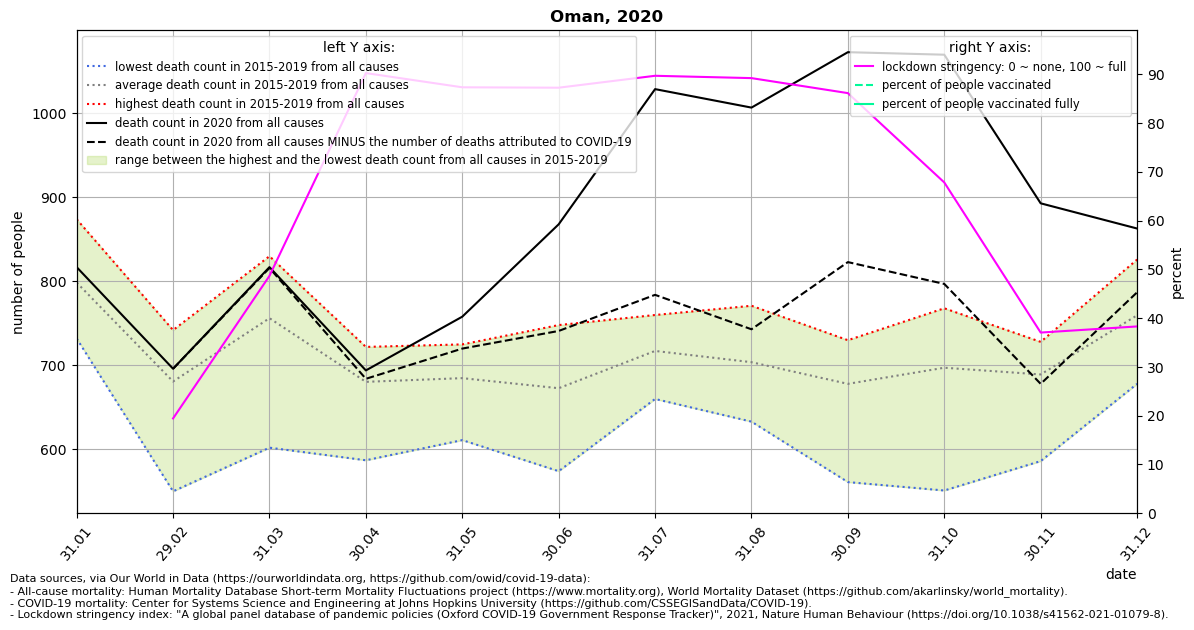 Oman, 2020
left Y axis:
lowest death count in 2015-2019 from all causes
average death count in 2015-2019 from all causes
highest death count in 2015-2019 from all causes
death count in 2020 from all causes
death count in 2020 from all causes MINUS the number of deaths attributed to COVID-19
range between the highest and the lowest death count from all causes in 2015-2019
right Y axis:
lockdown stringency: 0 ~ none, 100 ~ full
percent of people vaccinated
percent of people vaccinated fully
number of people
1000
900
800
700
600
percent
90
80
70
60
50
40
30
20
10
0
31.01
29.02
31.03
30.04
31.05
30.06
31.07
31.08
30.09
31.10
30.11
31.12
date
Data sources, via Our World in Data (https://ourworldindata.org, https://github.com/owid/covid-19-data):
- All-cause mortality: Human Mortality Database Short-term Mortality Fluctuations project (https://www.mortality.org), World Mortality Dataset (https://github.com/akarlinsky/world_mortality).
- COVID-19 mortality: Center for Systems Science and Engineering at Johns Hopkins University (https://github.com/CSSEGISandData/COVID-19).
- Lockdown stringency index: "A global panel database of pandemic policies (Oxford COVID-19 Government Response Tracker)", 2021, Nature Human Behaviour (https://doi.org/10.1038/s41562-021-01079-8).